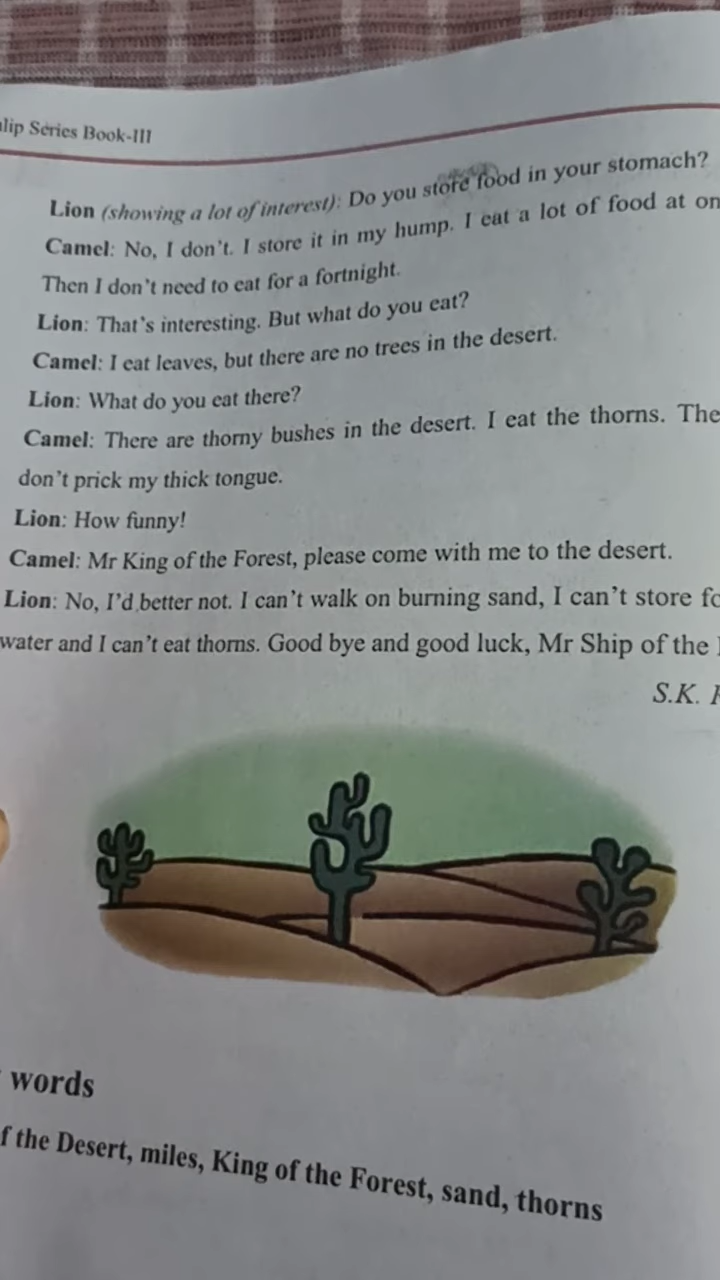 Series Book-III
Lion (showing a lot of interest): Do you store food in your stomach?
Camel: No, I don't. I store it in my hump. I eat a lot of food at
Then I don't need to eat for a fortnight.
Lion: That's interesting. But what do you eat?
Camel: I eat leaves, but there are no trees in the desert.
Lion: What do you eat there?
Camel: There are thorny bushes in the desert. I eat the thorns.
don't prick my thick tongue.
Lion: How funny!
Camel: Mr King of the Forest, please come with me to the desert.
Lion: No, I'd better not. I can't walk on burning sand, I can't store
water and I can't eat thorns. Good bye and good luck, Mr Ship of the
S.K.
words
the Desert, miles, King of the Forest, sand, thorns